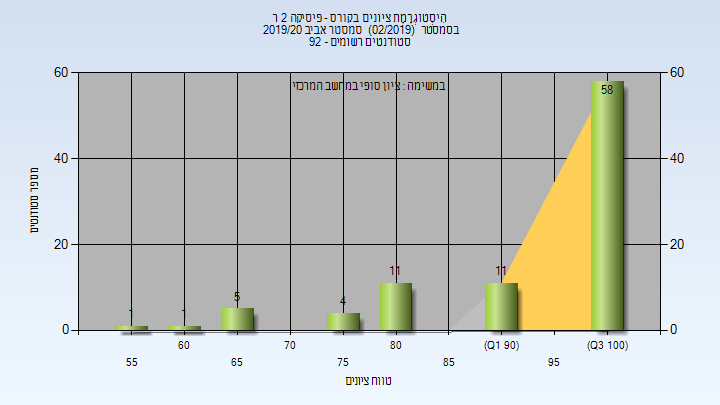 היסטוגרמת ציונים בקורס - פיסיקה 2 ר
בסמסטר (02/2019) סמסטר אביב 2019/20
סטודנטים רשומים - 92
במשימה : ציון סופי במחשב המרכזי
60
40
20
0
60
40
20
0
מספר סטודנטים
1
1
5
4
11
11
58
60
70
80
(Q1 90)
(Q3 100)
55
65
75
85
95
טווח ציונים